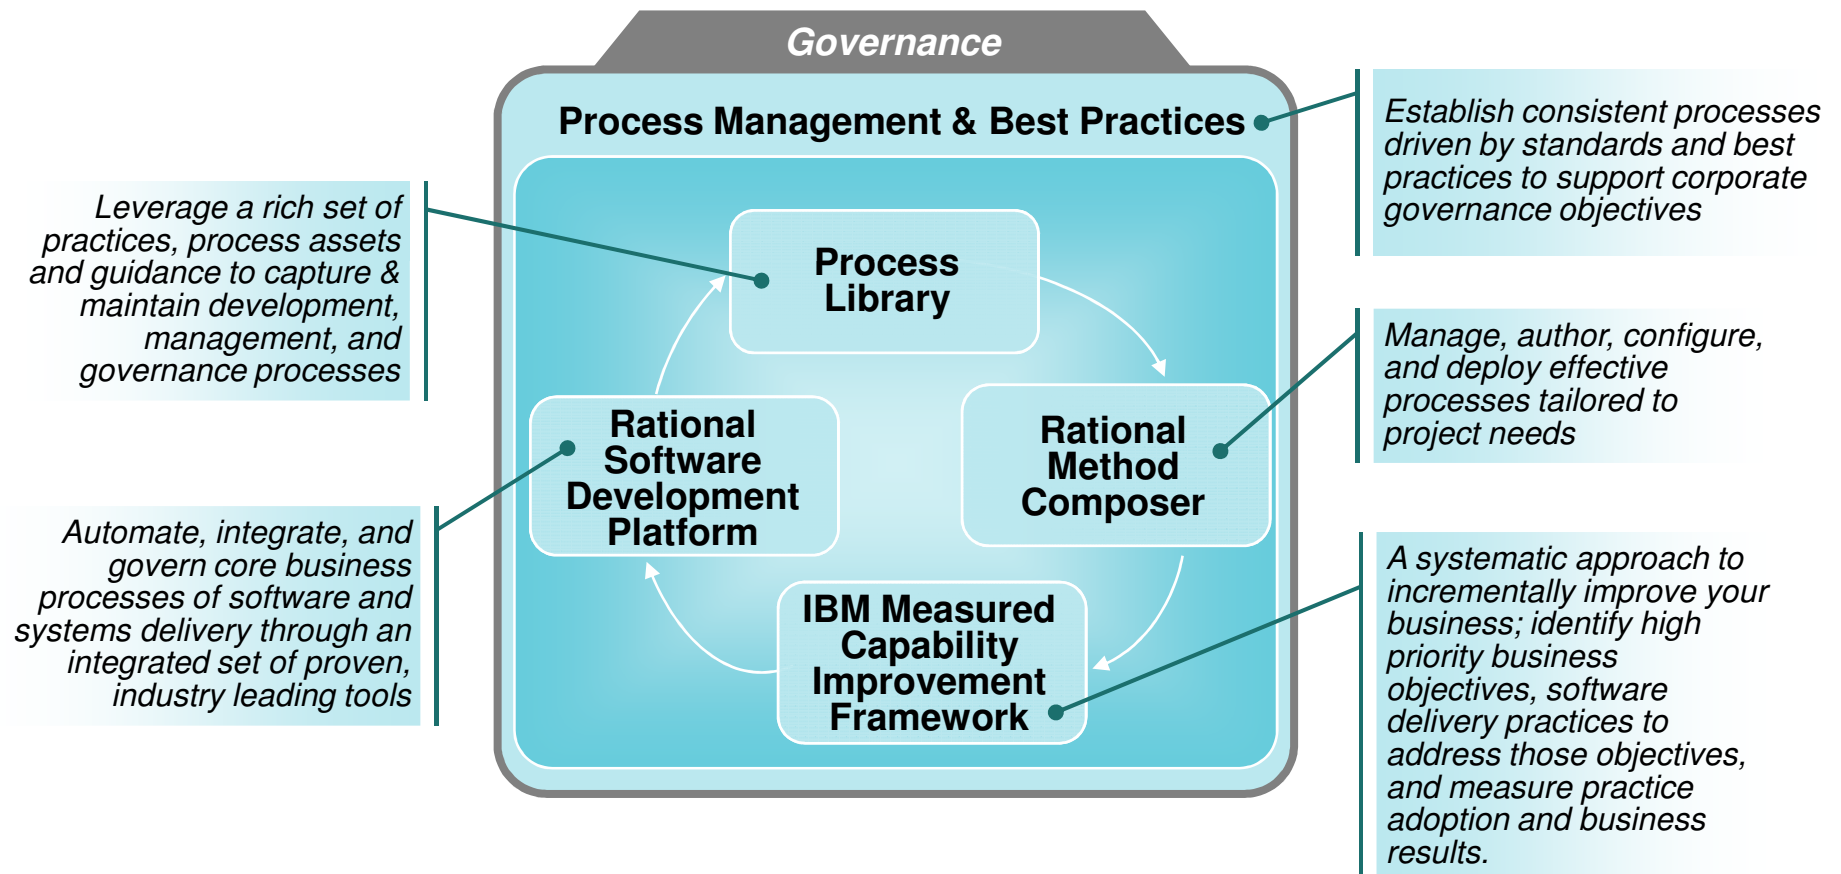 Governance
Process Management & Best Practices
Establish consistent processes
driven by standards and best
practices to support corporate
governance objectives
Leverage a rich set of
practices, process assets
and guidance to capture &
maintain development,
management, and
governance processes
Process
Library
Manage, author, configure,
and deploy effective
processes tailored to
project needs
Rational
Software
Development
Platform
Rational
Method
Composer
Automate, integrate, and
govern core business
processes of software and
systems delivery through an
integrated set of proven,
industry leading tools
IBM Measured
Capability
Improvement
Framework
A systematic approach to
incrementally improve your
business; identify high
priority business
objectives, software
delivery practices to
address those objectives,
and measure practice
adoption and business
results.